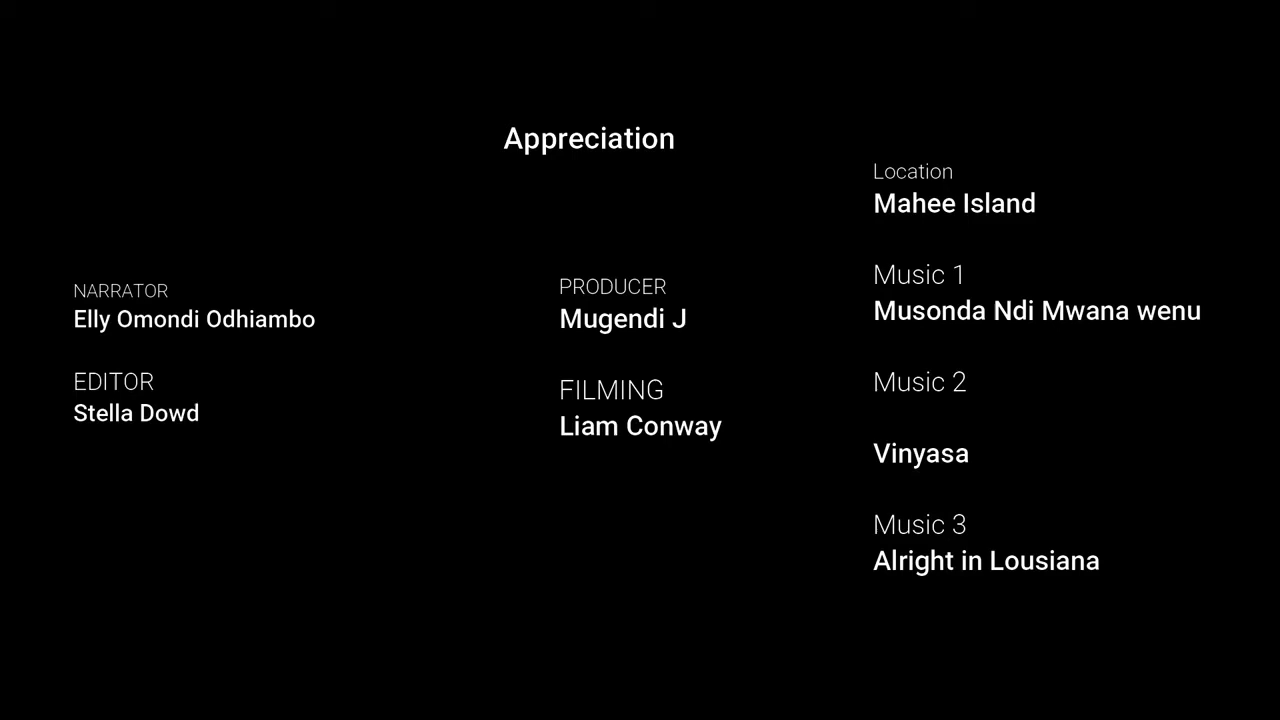 Appreciation
NARRATOR
Elly Omondi Odhiambo
EDITOR
Stella Dowd
PRODUCER
Mugendi J
FILMING
Liam Conway
Location
Mahee Island
Music 1
Musonda Ndi Mwana wenu
Music 2
Vinyasa
Music 3
Alright in Lousiana